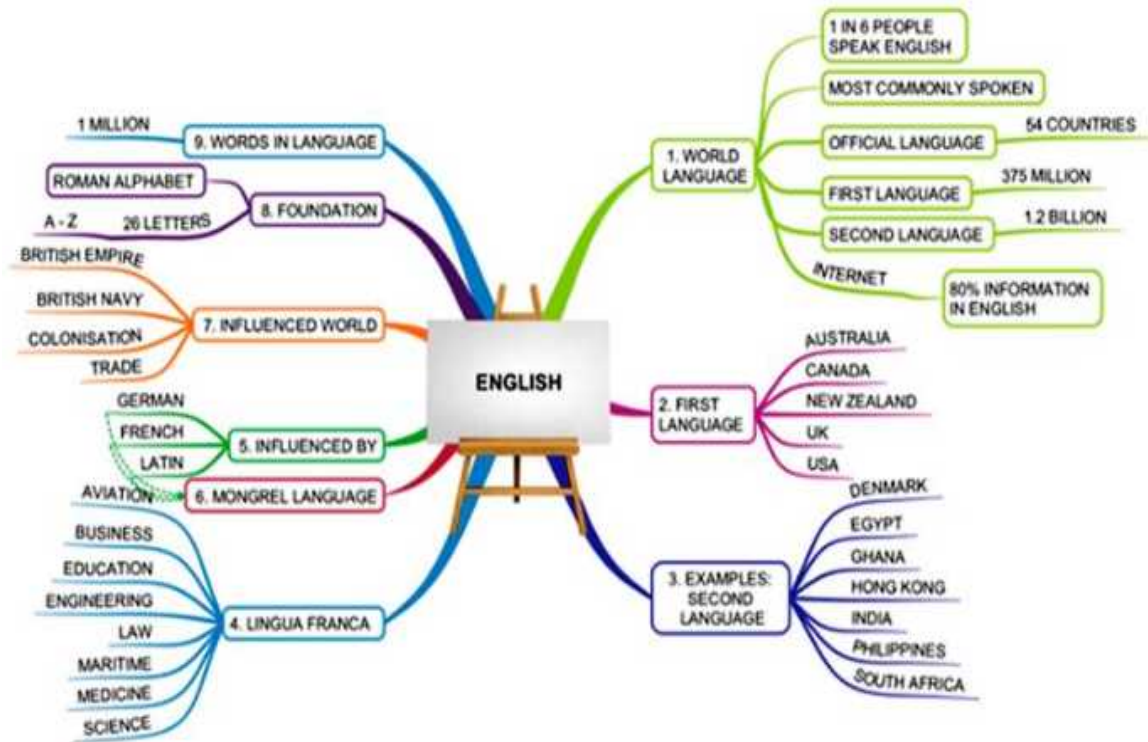 ENGLISH
1. WORLD
LANGUAGE
1 IN 6 PEOPLE
SPEAK ENGLISH
MOST COMMONLY SPOKEN
OFFICIAL LANGUAGE
54 COUNTRIES
FIRST LANGUAGE
375 MILLION
SECOND LANGUAGE
1.2 BILLION
INTERNET
80% INFORMATION
IN ENGLISH
2. FIRST
LANGUAGE
AUSTRALIA
CANADA
NEW ZEALAND
UK
USA
3. EXAMPLES:
SECOND
LANGUAGE
DENMARK
EGYPT
GHANA
HONG KONG
INDIA
PHILIPPINES
SOUTH AFRICA
4. LINGUA FRANCA
AVIATION
BUSINESS
EDUCATION
ENGINEERING
LAW
MARITIME
MEDICINE
SCIENCE
5. INFLUENCED BY
GERMAN
FRENCH
LATIN
6. MONGREL LANGUAGE
7. INFLUENCED WORLD
BRITISH EMPIRE
BRITISH NAVY
COLONISATION
TRADE
8. FOUNDATION
ROMAN ALPHABET
26 LETTERS
A - Z
9. WORDS IN LANGUAGE
1 MILLION